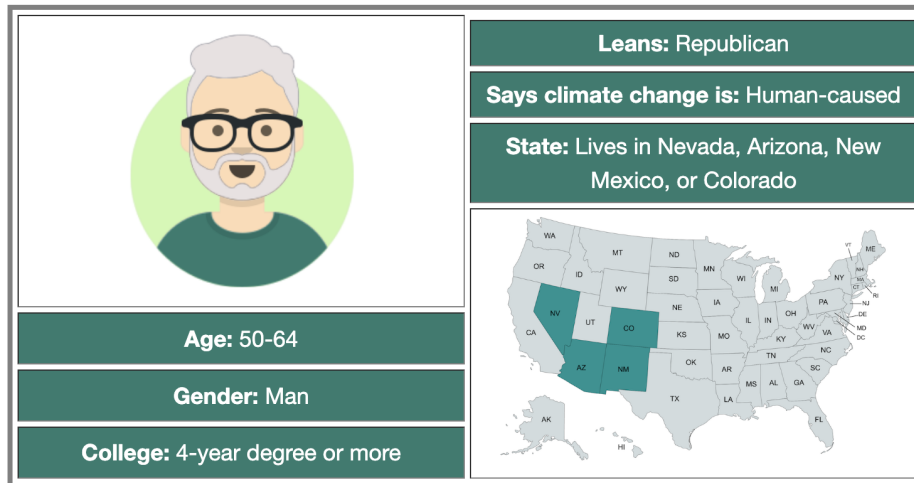 Leans: Republican
Says climate change is: Human-caused
State: Lives in Nevada, Arizona, New
Mexico, or Colorado
Age: 50-64
Gender: Man
College: 4-year degree or more
WA
MT
ND
MN
VT
ME
OR
ID
WY
SD
WI
MI
NY
NH
MA
CT
RI
NV
UT
CO
NE
IA
IL
IN
OH
PA
NJ
DE
MD
DC
CA
AZ
NM
KS
MO
KY
WV
VA
OK
AR
TN
NC
SC
TX
LA
MS
AL
GA
FL
AK
HI